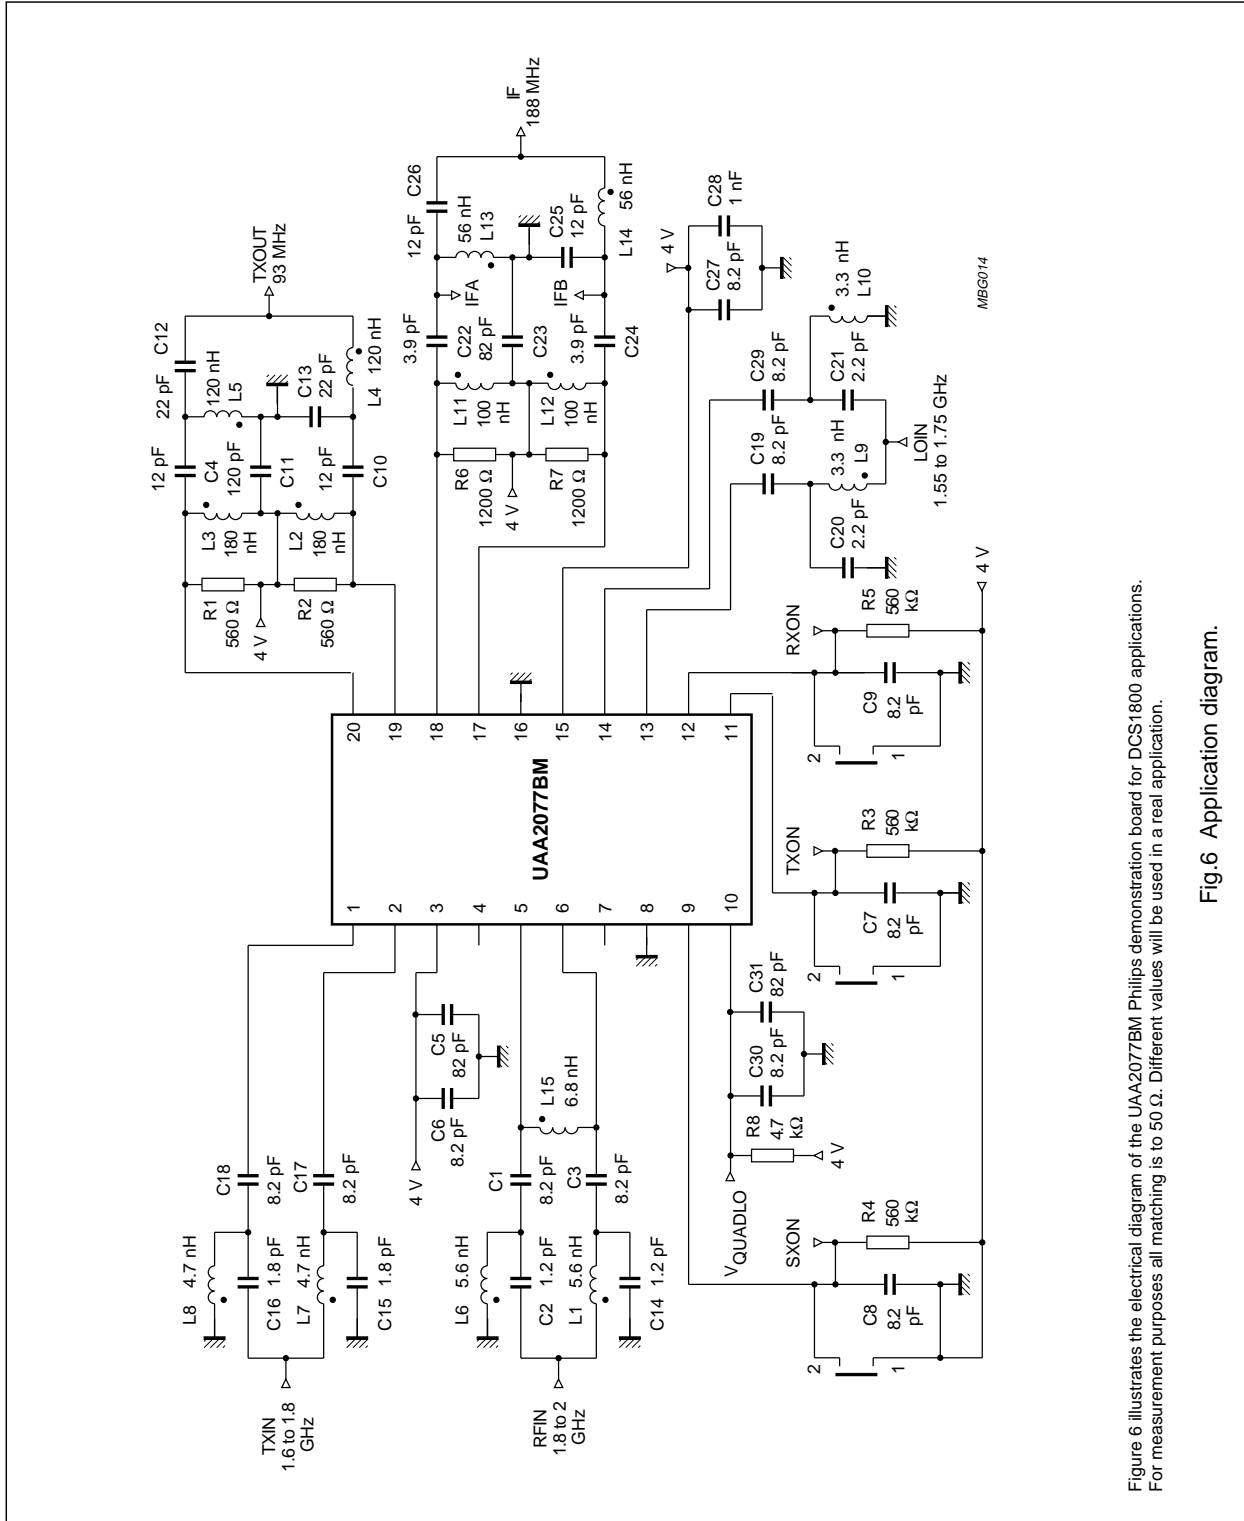 TXIN
1.6 to 1.8
GHz
L8
4.7 nH
C18
8.2 pF
C16
1.8 pF
L7
4.7 nH
C17
8.2 pF
C15
1.8 pF
RFIN
1.8 to 2
GHz
L6
5.6 nH
C1
8.2 pF
C2
1.2 pF
L1
5.6 nH
C3
8.2 pF
C14
1.2 pF
4 V
C6
8.2 pF
C5
82 pF
L15
6.8 nH
VQUADLO
R8
4.7
kΩ
4 V
C30
8.2 pF
C31
82 pF
1
2
3
4
5
6
7
8
9
10
UAA2077BM
20
19
18
17
16
15
14
13
12
11
R1
560 Ω
4 V
R2
560 Ω
L3
180
nH
L2
180
nH
12 pF
C4
120 pF
C11
12 pF
C10
22 pF
C12
120 nH
L5
C13
22 pF
L4
120 nH
TXOUT
93 MHz
R6
1200 Ω
4 V
R7
1200 Ω
L11
100
nH
L12
100
nH
3.9 pF
C22
82 pF
C23
3.9 pF
C24
IFA
IFB
12 pF
C26
56 nH
L13
C25
12 pF
L14
56 nH
IF
188 MHz
4 V
C27
8.2 pF
C28
1 nF
C19
8.2 pF
C29
8.2 pF
C20
2.2 pF
3.3 nH
L9
C21
2.2 pF
3.3 nH
L10
LOIN
1.55 to 1.75 GHz
SXON
2
1
C8
8.2
pF
R4
560
kΩ
TXON
2
1
C7
8.2
pF
R3
560
kΩ
RXON
2
1
C9
8.2
pF
R5
560
kΩ
4 V
MBG014
Figure 6 illustrates the electrical diagram of the UAA2077BM Philips demonstration board for DCS1800 applications.
For measurement purposes all matching is to 50 Ω. Different values will be used in a real application.
Fig.6 Application diagram.